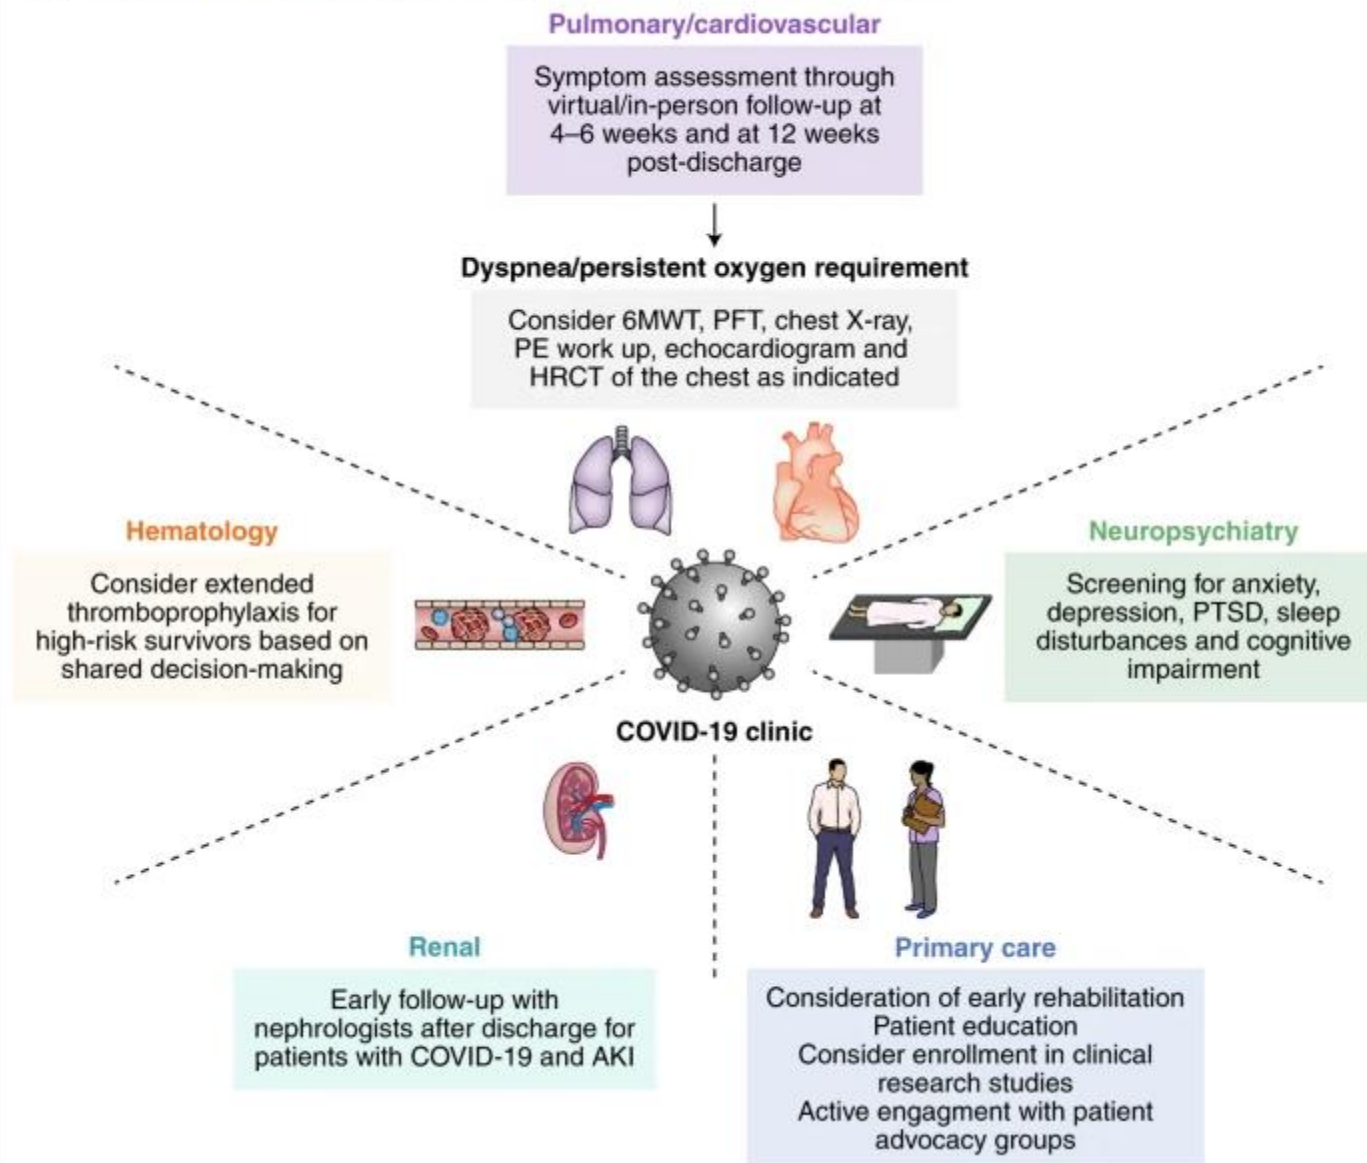 Pulmonary/cardiovascular
Symptom assessment through
virtual/in-person follow-up at
4–6 weeks and at 12 weeks
post-discharge
Dyspnea/persistent oxygen requirement
Consider 6MWT, PFT, chest X-ray,
PE work up, echocardiogram and
HRCT of the chest as indicated
Hematology
Consider extended
thromboprophylaxis for
high-risk survivors based on
shared decision-making
Neuropsychiatry
Screening for anxiety,
depression, PTSD, sleep
disturbances and cognitive
impairment
COVID-19 clinic
Renal
Early follow-up with
nephrologists after discharge for
patients with COVID-19 and AKI
Primary care
Consideration of early rehabilitation
Patient education
Consider enrollment in clinical
research studies
Active engagment with patient
advocacy groups